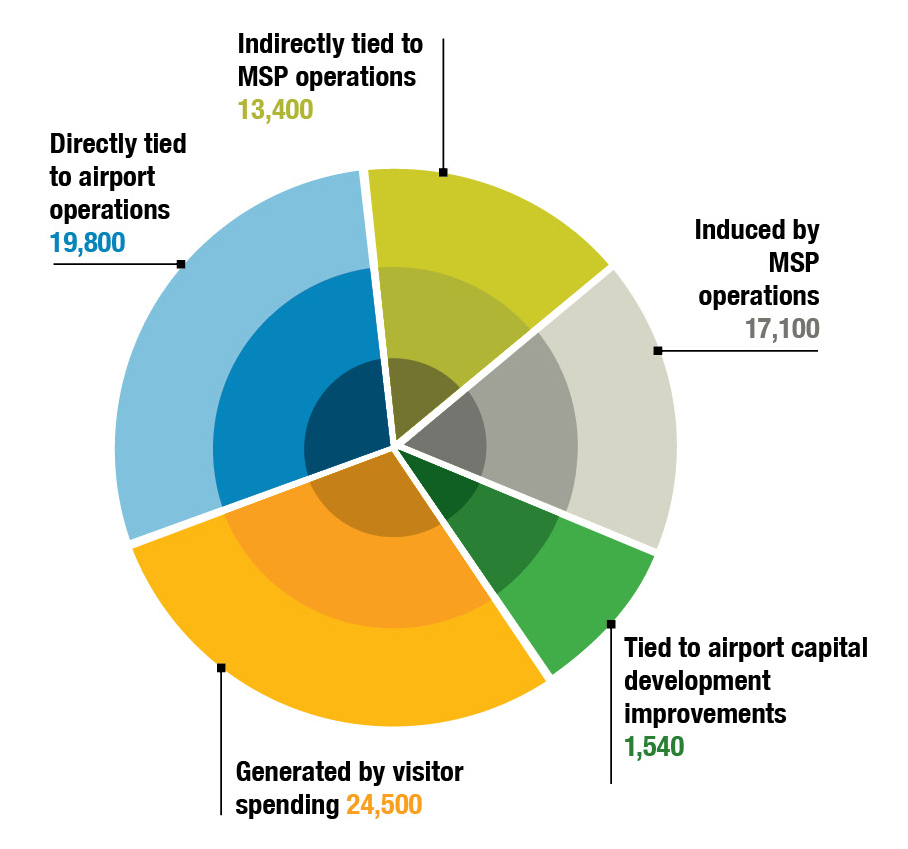 Indirectly tied to
MSP operations
13,400
Directly tied
to airport
operations
19,800
Induced by
MSP
operations
17,100
Tied to airport capital
development
improvements
1,540
Generated by visitor
spending 24,500